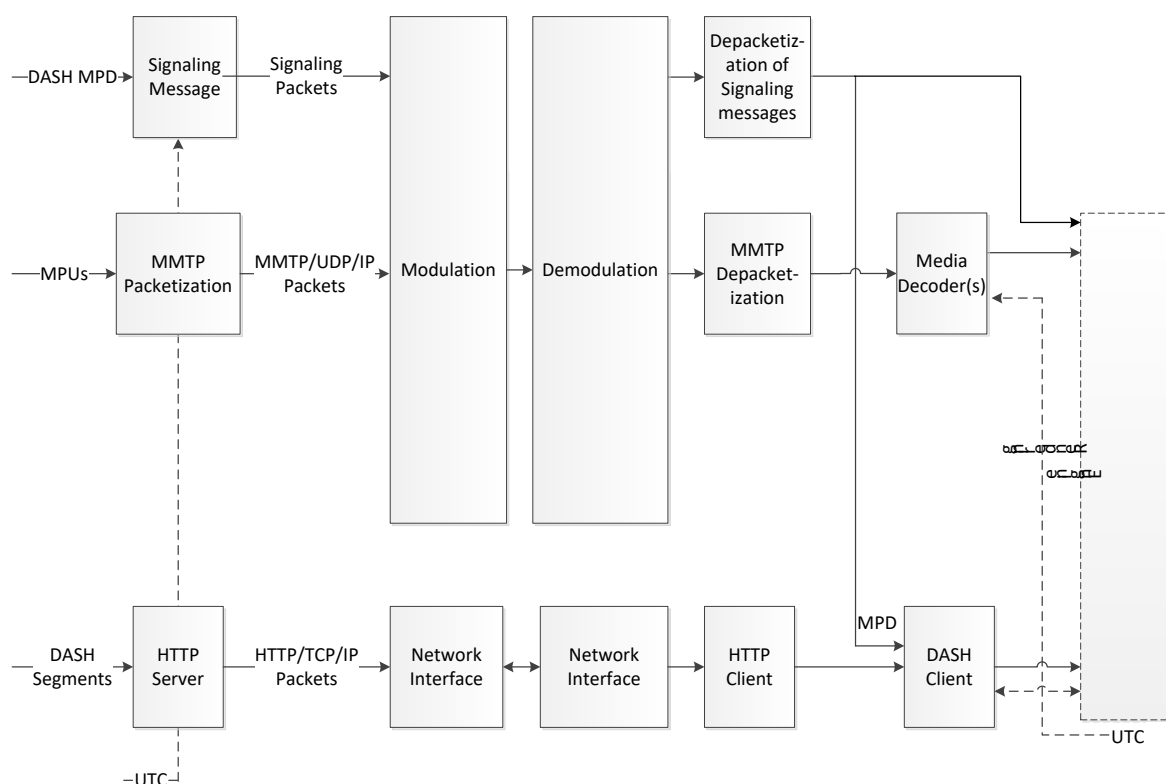 DASH MPD
Signaling
Message
Signaling
Packets
Depacketiz-
ation of
Signaling
messages
MPUs
MMTP
Packetization
MMTP/UDP/IP
Packets
Modulation
Demodulation
MMTP
Depacket-
ization
Media
Decoder(s)
MPD
DASH
Segments
HTTP
Server
HTTP/TCP/IP
Packets
Network
Interface
Network
Interface
HTTP
Client
DASH
Client
UTC
UTC